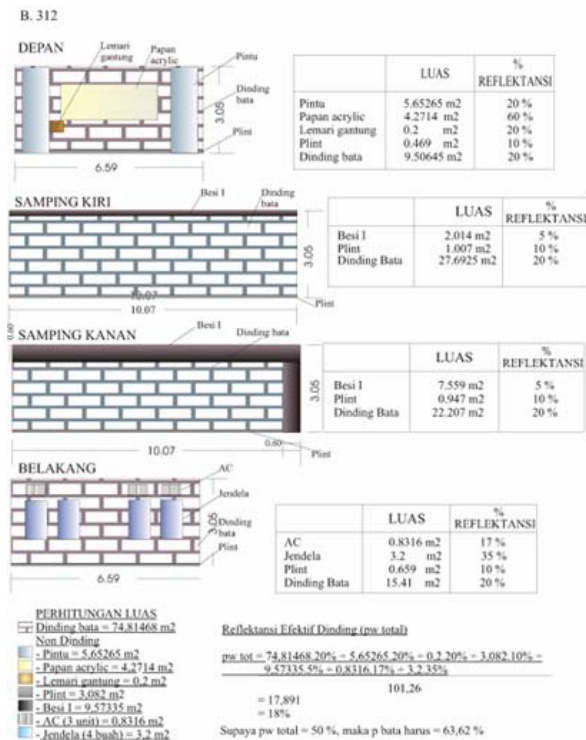 B. 312
DEPAN
Lemari gantung
Papan acrylic
Pintu
Dinding bata
Plint
3.05
6.59
LUAS % REFLEKTANSI
Pintu 5.65265 m2 20 %
Papan acrylic 4.2714 m2 60 %
Lemari gantung 0.2 m2 20 %
Plint 0.469 m2 10 %
Dinding bata 9.50645 m2 20 %
SAMPING KIRI
Besi I
Dinding bata
3.05
Plint
10.07
10.07
LUAS % REFLEKTANSI
Besi I 2.014 m2 5 %
Plint 1.007 m2 10 %
Dinding Bata 27.6925 m2 20 %
0.60
SAMPING KANAN
Besi I
Dinding bata
3.05
10.07
0.60
Plint
LUAS % REFLEKTANSI
Besi I 7.559 m2 5 %
Plint 0.947 m2 10 %
Dinding Bata 22.207 m2 20 %
BELAKANG
AC
Jendela
3.05
Dinding bata
Plint
6.59
LUAS % REFLEKTANSI
AC 0.8316 m2 17 %
Jendela 3.2 m2 35 %
Plint 0.659 m2 10 %
Dinding Bata 15.41 m2 20 %
PERHITUNGAN LUAS
Dinding bata = 74,81468 m2
Non Dinding
- Pintu = 5,65265 m2
- Papan acrylic = 4,2714 m2
- Lemari gantung = 0,2 m2
- Plint = 3,082 m2
- Besi I = 9,57335 m2
- AC (3 unit) = 0,8316 m2
- Jendela (4 buah) = 3,2 m2
Reflektansi Efektif Dinding (pw total)
pw tot = 74,81468.20% + 5,65265.20% + 0,2.20% + 3,082.10% +
9,57335.5% + 0,8316.17% + 3,2.35%
101,26
= 17,891
= 18%
Supaya pw total = 50 %, maka p bata harus = 63,62 %